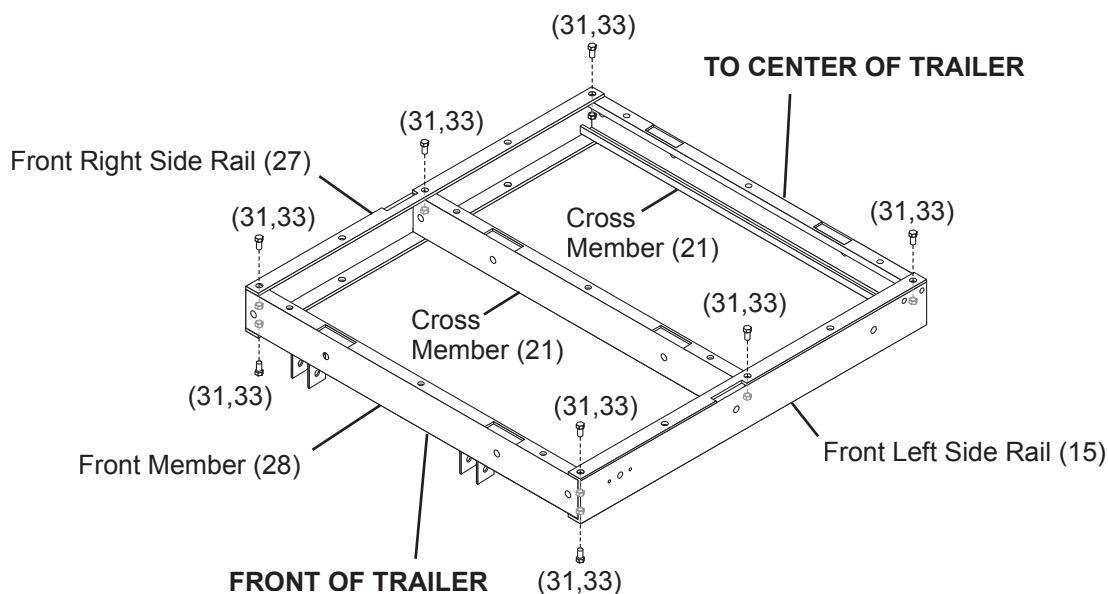 (31,33)
TO CENTER OF TRAILER
(31,33)
Front Right Side Rail (27)
(31,33)
Cross
Member (21)
(31,33)
Cross
Member (21)
(31,33)
(31,33)
(31,33)
Front Left Side Rail (15)
Front Member (28)
FRONT OF TRAILER
(31,33)